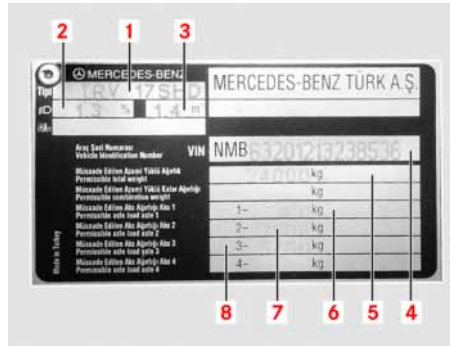 2 1 3
MERCEDES-BENZ
MERCEDES-BENZ TÜRK A.Ş.
Tipi TRV 17SHD
1.3 % 1.4 m
Araç Şasi Numarası
Vehicle Identification Number VIN NMB63201213238536
Müsaade Edilen Azami Yüklü Ağırlık
Permissible total weight kg
Müsaade Edilen Azami Yüklü Katar Ağırlığı
Permissible combination weight kg
Müsaade Edilen Aks Ağırlığı Aks 1
Permissible axle load axle 1 1- kg
Müsaade Edilen Aks Ağırlığı Aks 2
Permissible axle load axle 2 2- kg
Müsaade Edilen Aks Ağırlığı Aks 3
Permissible axle load axle 3 3- kg
Müsaade Edilen Aks Ağırlığı Aks 4
Permissible axle load axle 4 4- kg
Made in Turkey
8 7 6 5 4